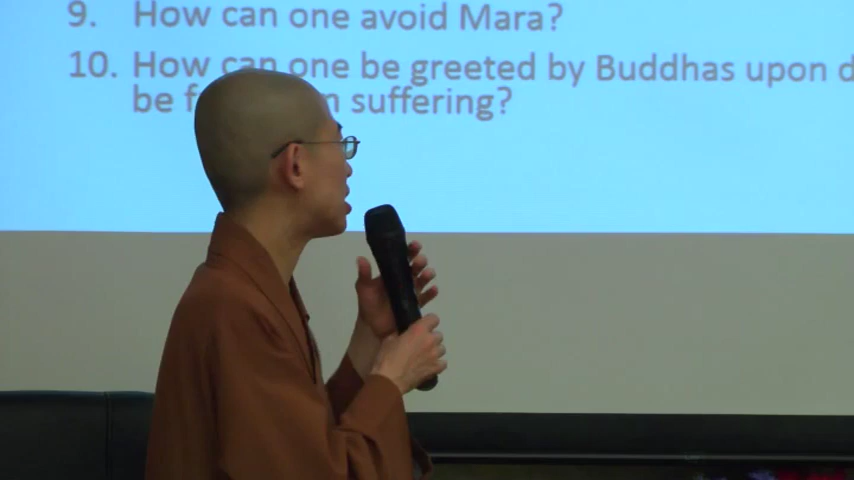 9. How can one avoid Mara?
10. How can one be greeted by Buddhas upon
be suffering?